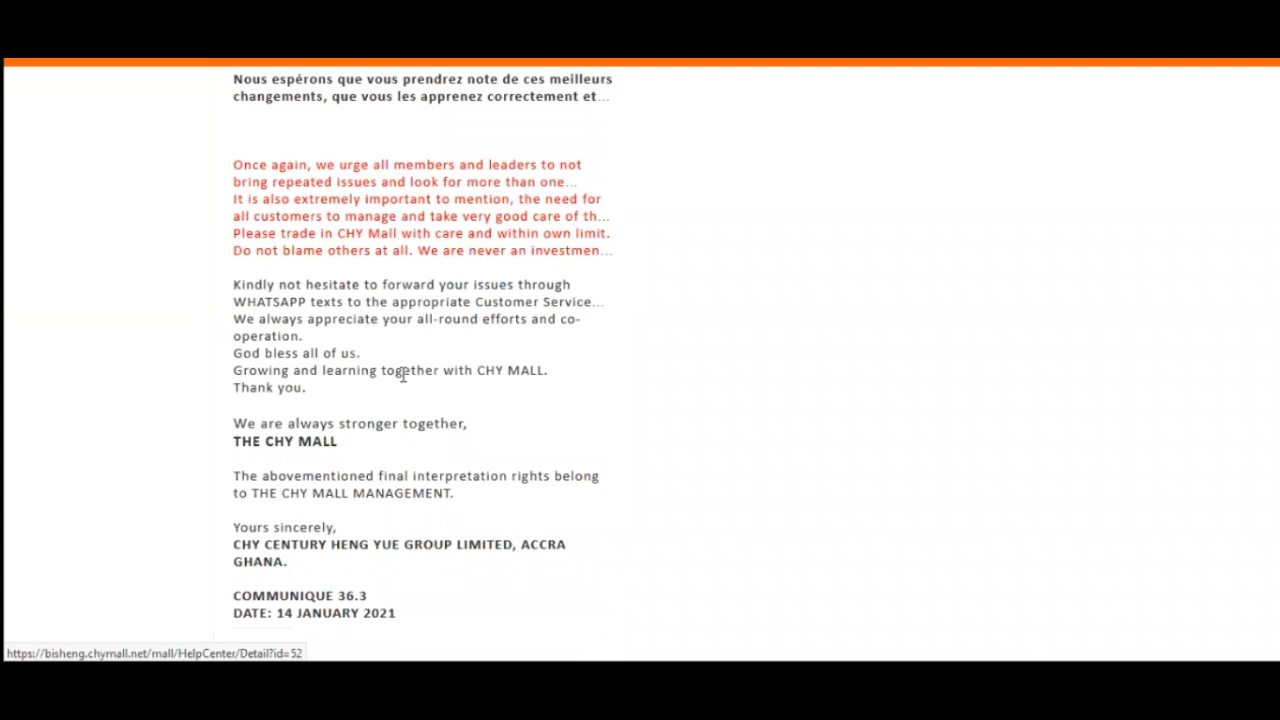 Nous espérons que vous prendrez note de ces meilleurs
changements, que vous les apprenez correctement et...
Once again, we urge all members and leaders to not
bring repeated issues and look for more than one...
It is also extremely important to mention, the need for
all customers to manage and take very good care of th...
Please trade in CHY Mall with care and within own limit.
Do not blame others at all. We are never an investmen...
Kindly not hesitate to forward your issues through
WHATSAPP texts to the appropriate Customer Service...
We always appreciate your all-round efforts and co-
operation.
God bless all of us.
Growing and learning together with CHY MALL.
Thank you.
We are always stronger together,
THE CHY MALL
The abovementioned final interpretation rights belong
to THE CHY MALL MANAGEMENT.
Yours sincerely,
CHY CENTURY HENG YUE GROUP LIMITED, ACCRA
GHANA.
COMMUNIQUE 36.3
DATE: 14 JANUARY 2021
https://bisheng.chymall.net/mall/HelpCenter/Detail?id=52